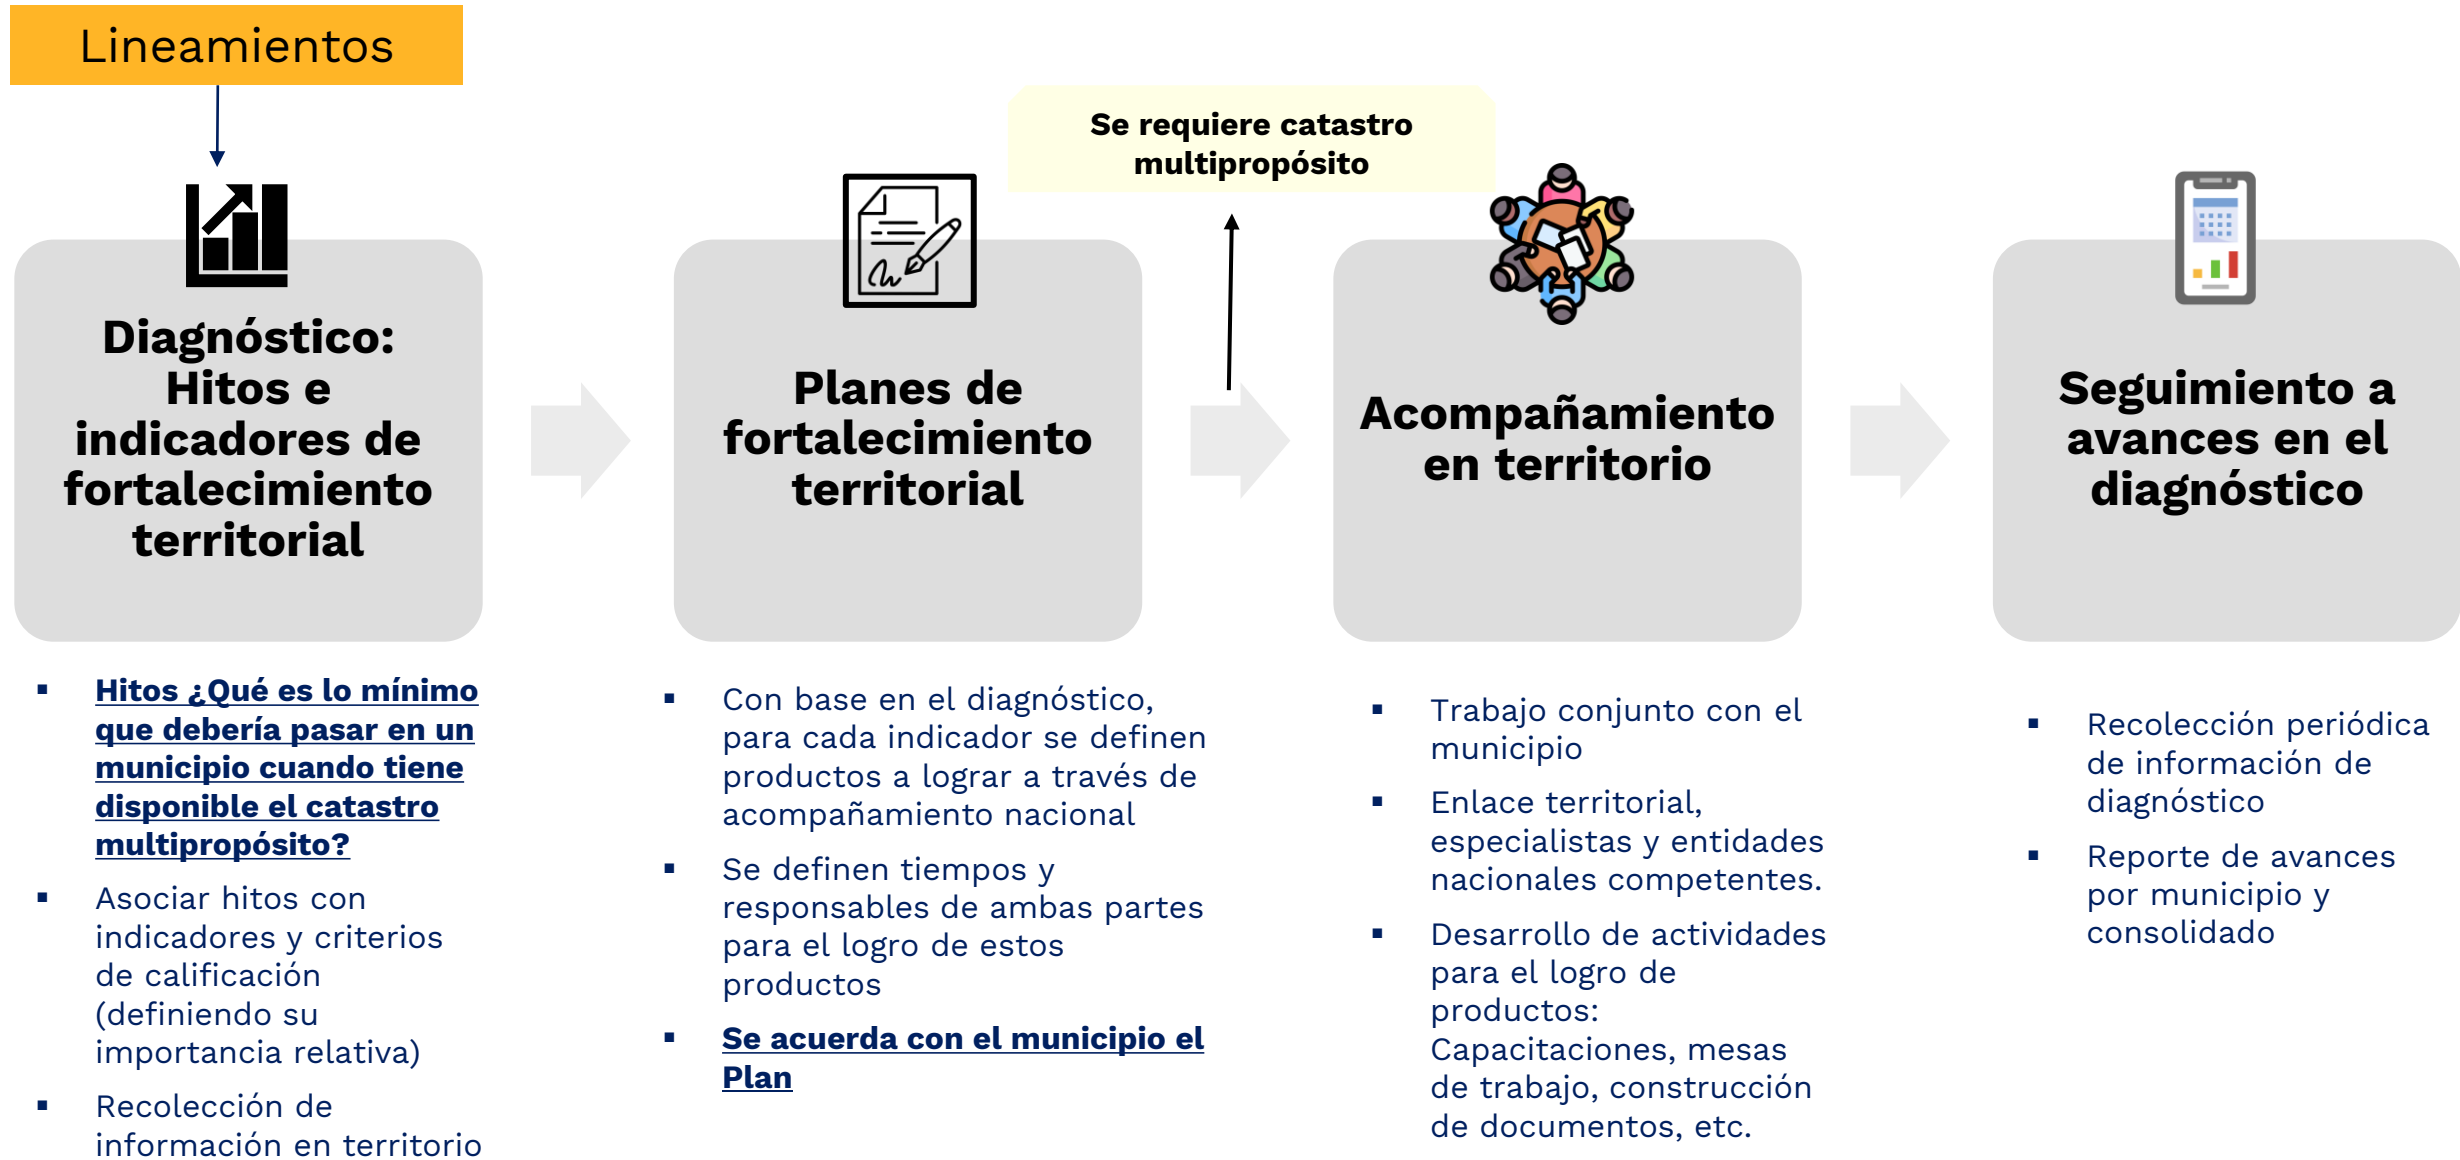 Lineamientos
Se requiere catastro
multipropósito
Diagnóstico:
Hitos e
indicadores de
fortalecimiento
territorial
Planes de
fortalecimiento
territorial
Acompañamiento
en territorio
Seguimiento a
avances en el
diagnóstico
▪ Hitos ¿Qué es lo mínimo
que debería pasar en un
municipio cuando tiene
disponible el catastro
multipropósito?
▪ Asociar hitos con
indicadores y criterios
de calificación
(definiendo su
importancia relativa)
▪ Recolección de
información en territorio
▪ Con base en el diagnóstico,
para cada indicador se definen
productos a lograr a través de
acompañamiento nacional
▪ Se definen tiempos y
responsables de ambas partes
para el logro de estos
productos
▪ Se acuerda con el municipio el
Plan
▪ Trabajo conjunto con el
municipio
▪ Enlace territorial,
especialistas y entidades
nacionales competentes.
▪ Desarrollo de actividades
para el logro de
productos:
Capacitaciones, mesas
de trabajo, construcción
de documentos, etc.
▪ Recolección periódica
de información de
diagnóstico
▪ Reporte de avances
por municipio y
consolidado